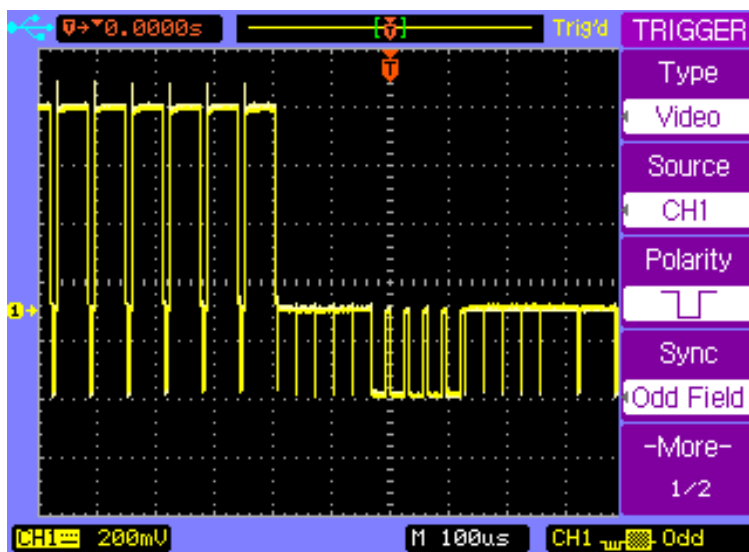 T→▼0.0000s [T] Trig'd TRIGGER
T
Type
Video
Source
CH1
Polarity
Sync
1→
Odd Field
-More-
1/2
CH1 200mV M 100us CH1 Odd